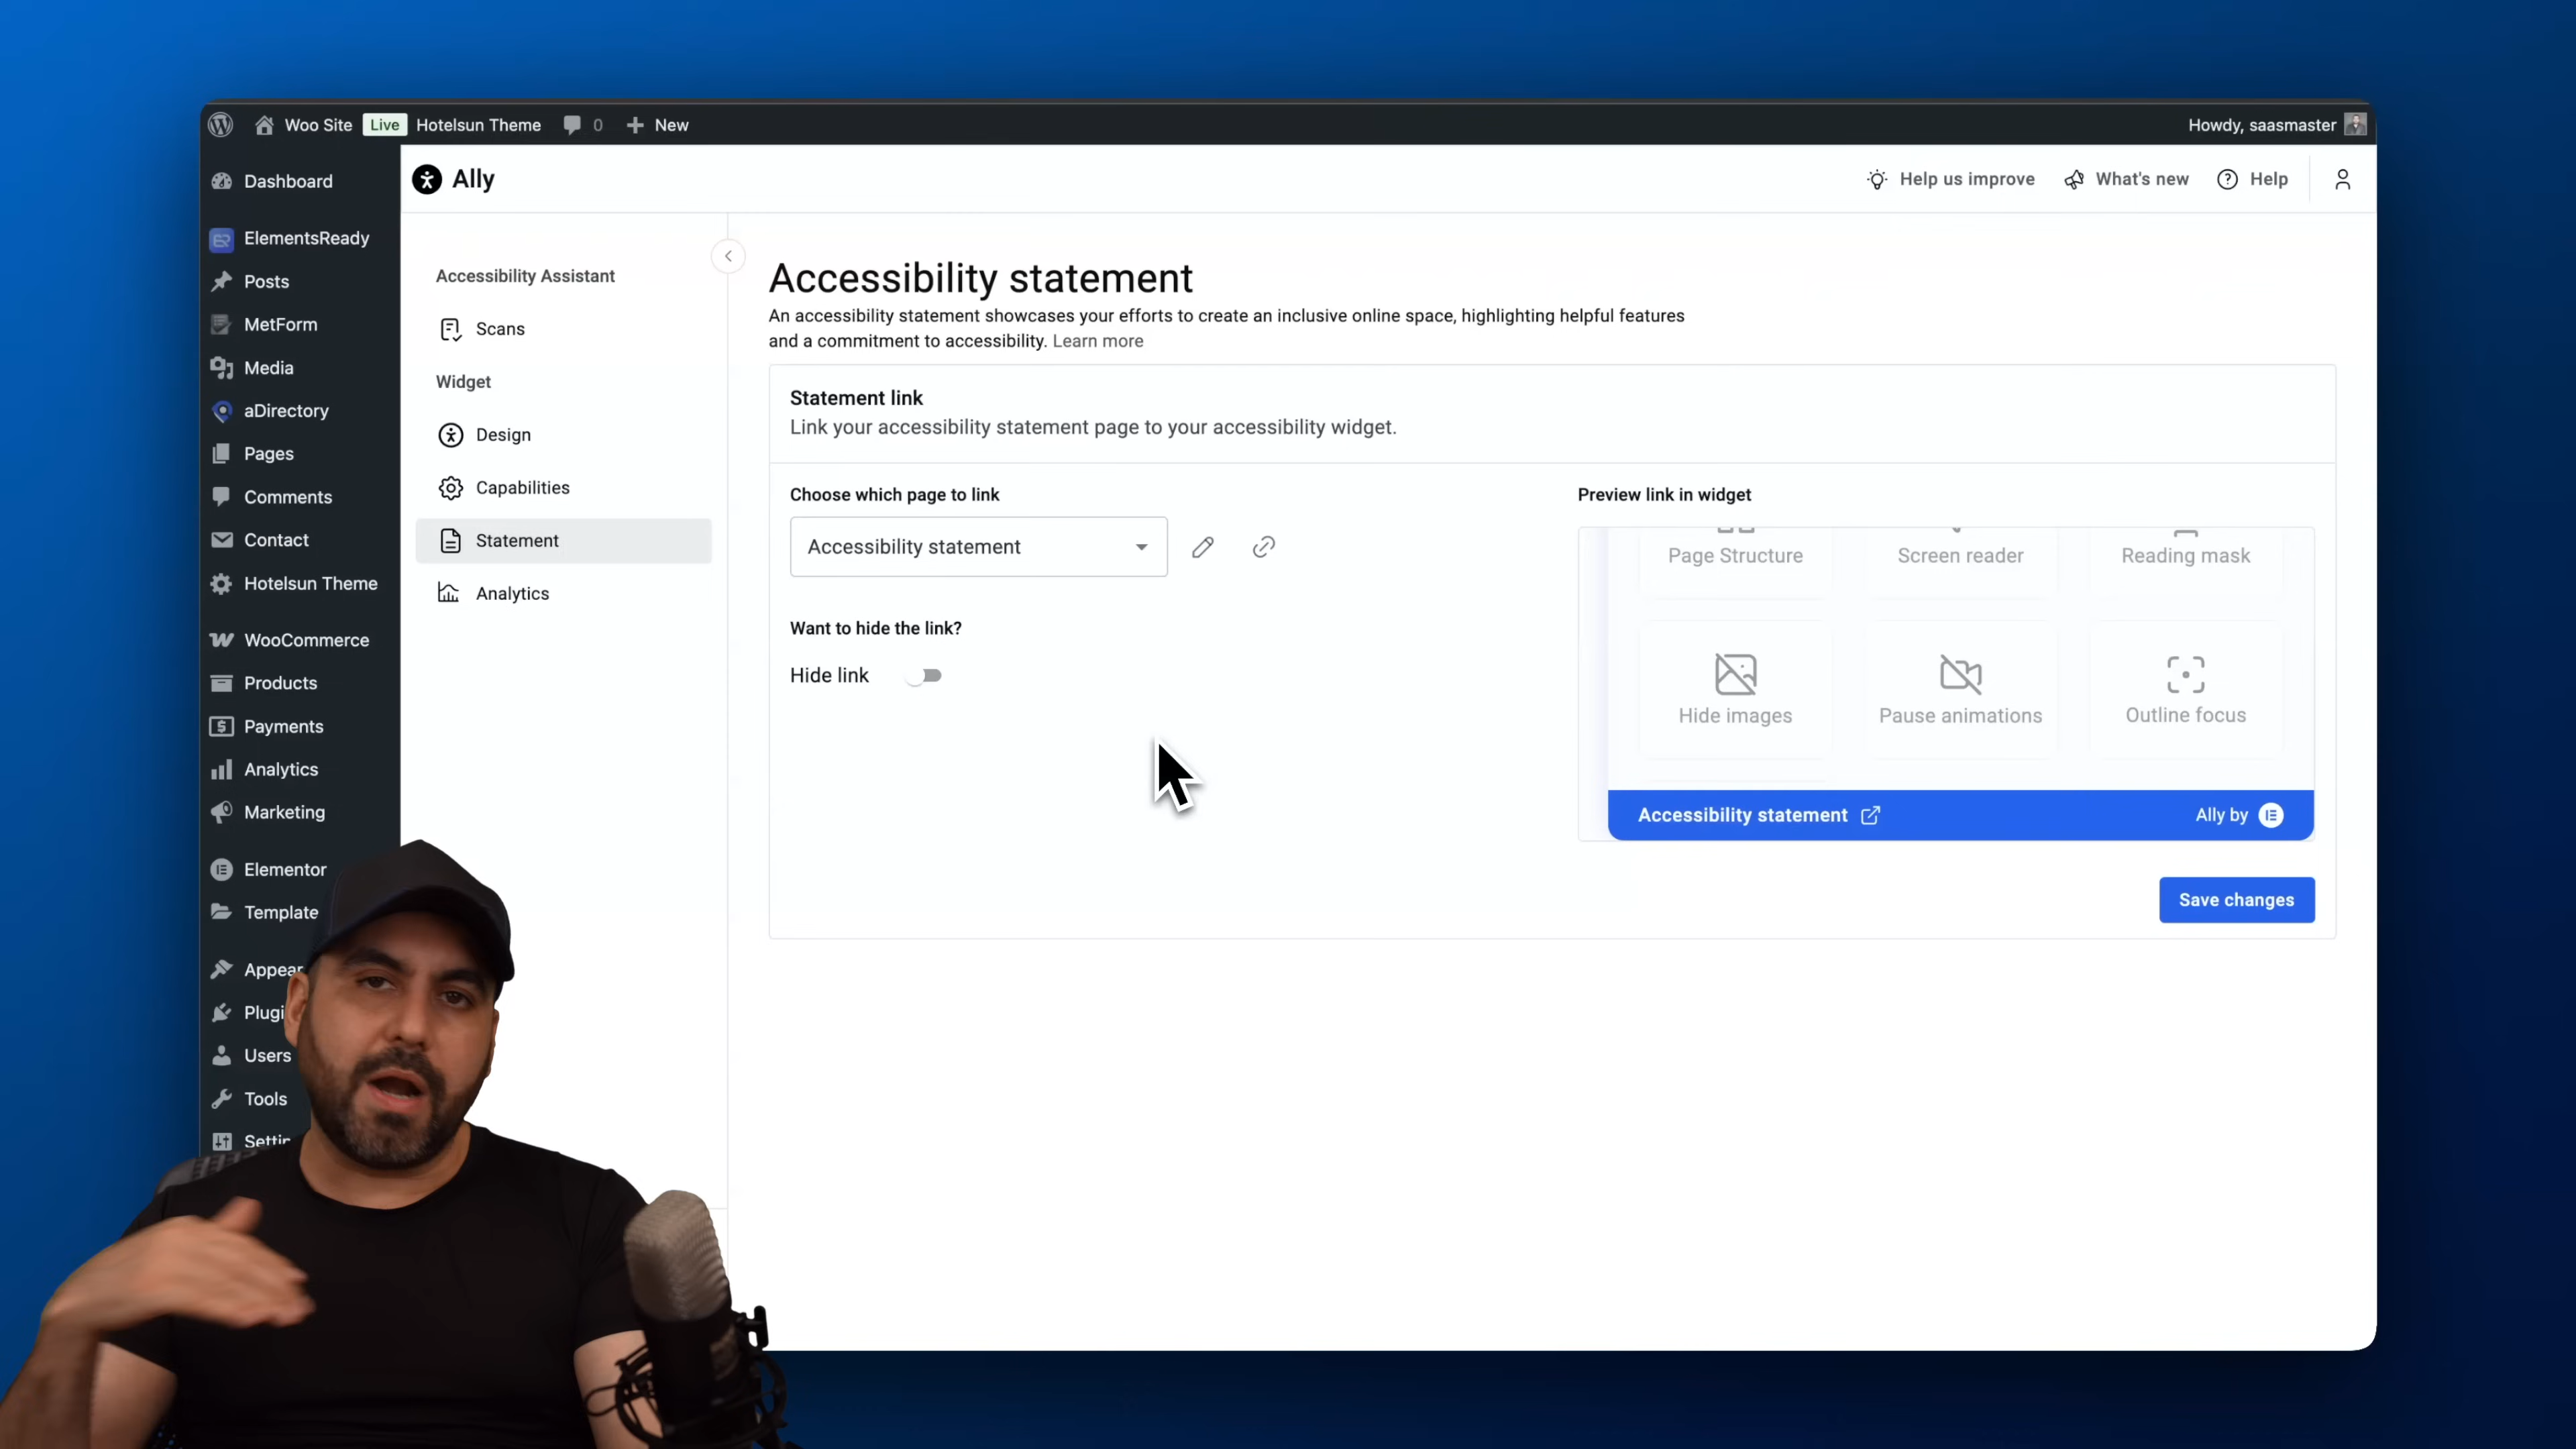 Woo Site Live Hotelsun Theme 0 New
Howdy, saasmaster
Dashboard
ElementsReady
Posts
MetForm
Media
aDirectory
Pages
Comments
Contact
Hotelsun Theme
WooCommerce
Products
Payments
Analytics
Marketing
Elementor
Template
Appear
Plugi
Users
Tools
Settin
Ally
Help us improve
What's new
Help
Accessibility Assistant
Scans
Widget
Design
Capabilities
Statement
Analytics
Accessibility statement
An accessibility statement showcases your efforts to create an inclusive online space, highlighting helpful features
and a commitment to accessibility. Learn more
Statement link
Link your accessibility statement page to your accessibility widget.
Choose which page to link
Accessibility statement
Want to hide the link?
Hide link
Preview link in widget
Page Structure
Screen reader
Reading mask
Hide images
Pause animations
Outline focus
Accessibility statement
Ally by
Save changes